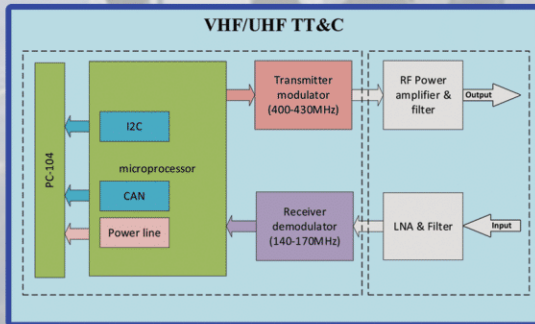 VHF/UHF TT&C
PC-104
I2C
microprocessor
CAN
Power line
Transmitter
modulator
(400-430MHz)
RF Power
amplifier &
filter
Output
Receiver
demodulator
(140-170MHz)
LNA & Filter
Input